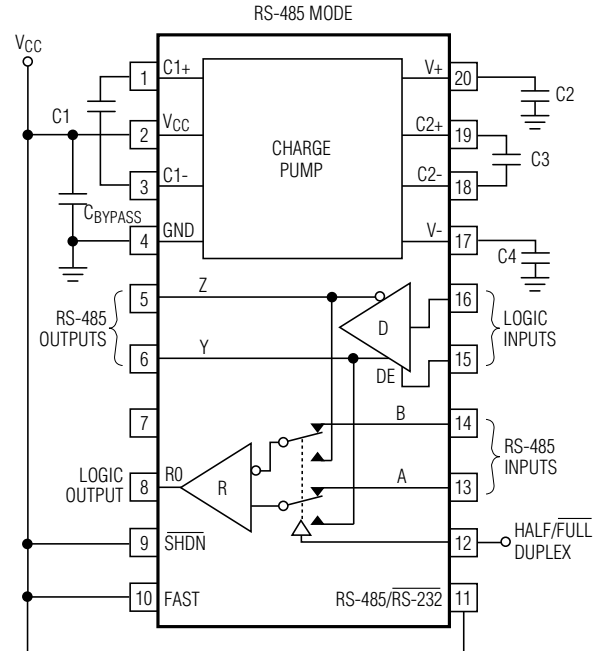 RS-485 MODE
VCC
1 C1+ V+ 20
C1 C2
2 VCC C2+ 19
CHARGE
PUMP
C3
3 C1- C2- 18
CBYPASS
4 GND V- 17
C4
5 Z 16
RS-485
OUTPUTS
D
LOGIC
INPUTS
6 Y DE 15
7 B 14
RS-485
INPUTS
LOGIC
OUTPUT
8 RO R A 13
9 SHDN 12 HALF/FULL
DUPLEX
10 FAST RS-485/RS-232 11